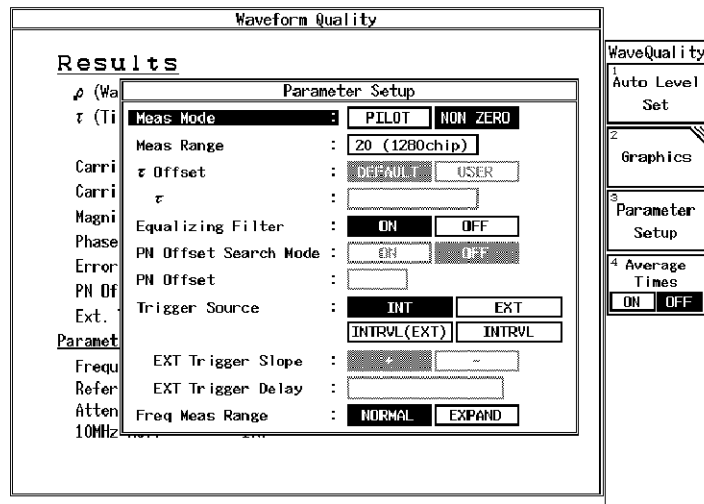 Waveform Quality
Results
ρ (Wa
τ (Ti
Carri
Carri
Magni
Phase
Error
PN Of
Ext.
Paramet
Frequ
Refer
Atten
10MHz
Parameter Setup
Meas Mode : PILOT NON ZERO
Meas Range : 20 (1280chip)
τ Offset : DEFAULT USER
τ :
Equalizing Filter : ON OFF
PN Offset Search Mode : ON OFF
PN Offset :
Trigger Source : INT EXT
INTRVL(EXT) INTRVL
EXT Trigger Slope : + -
EXT Trigger Delay :
Freq Meas Range : NORMAL EXPAND
WaveQuality
1
Auto Level
Set
2
Graphics
3
Parameter
Setup
4 Average
Times
ON OFF